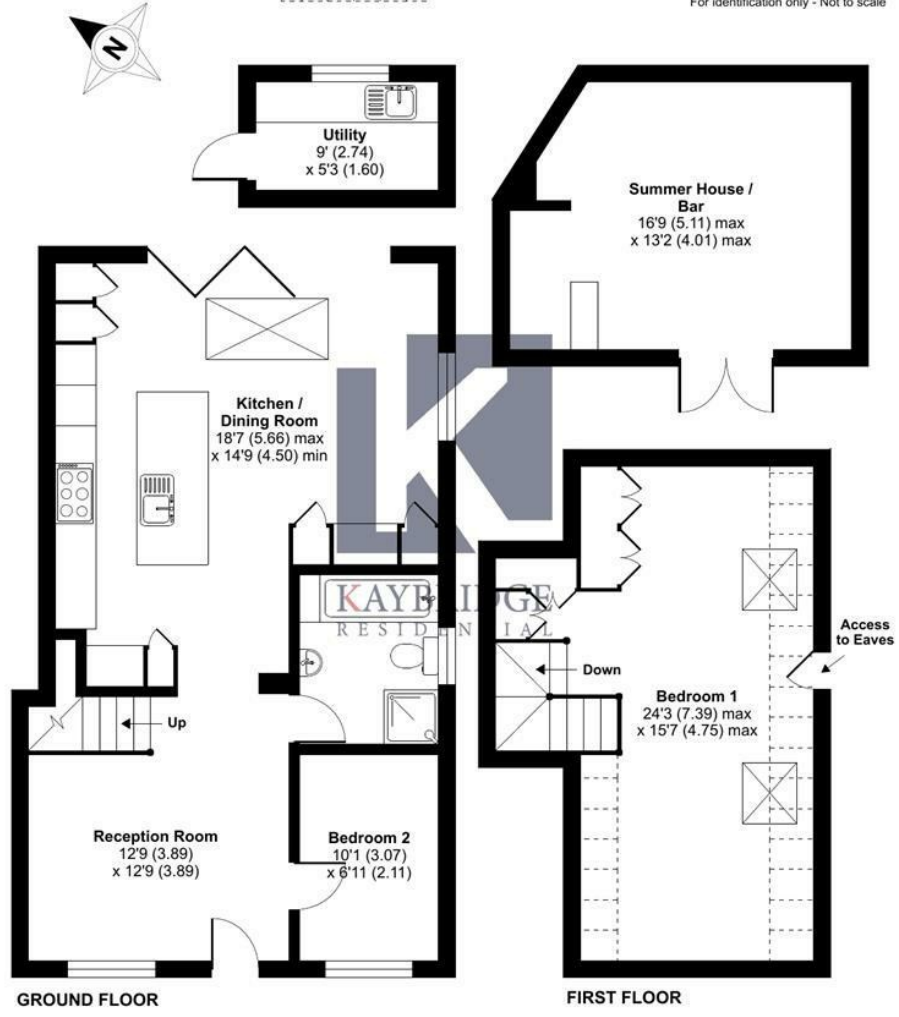 For identification only - Not to scale
N
Utility
9' (2.74)
x 5'3 (1.60)
Summer House /
Bar
16'9 (5.11) max
x 13'2 (4.01) max
Kitchen /
Dining Room
18'7 (5.66) max
x 14'9 (4.50) min
KAYBRIDGE
RESIDENTIAL
Access
to Eaves
Down
Bedroom 1
24'3 (7.39) max
x 15'7 (4.75) max
Up
Reception Room
12'9 (3.89)
x 12'9 (3.89)
Bedroom 2
10'1 (3.07)
x 6'11 (2.11)
GROUND FLOOR
FIRST FLOOR